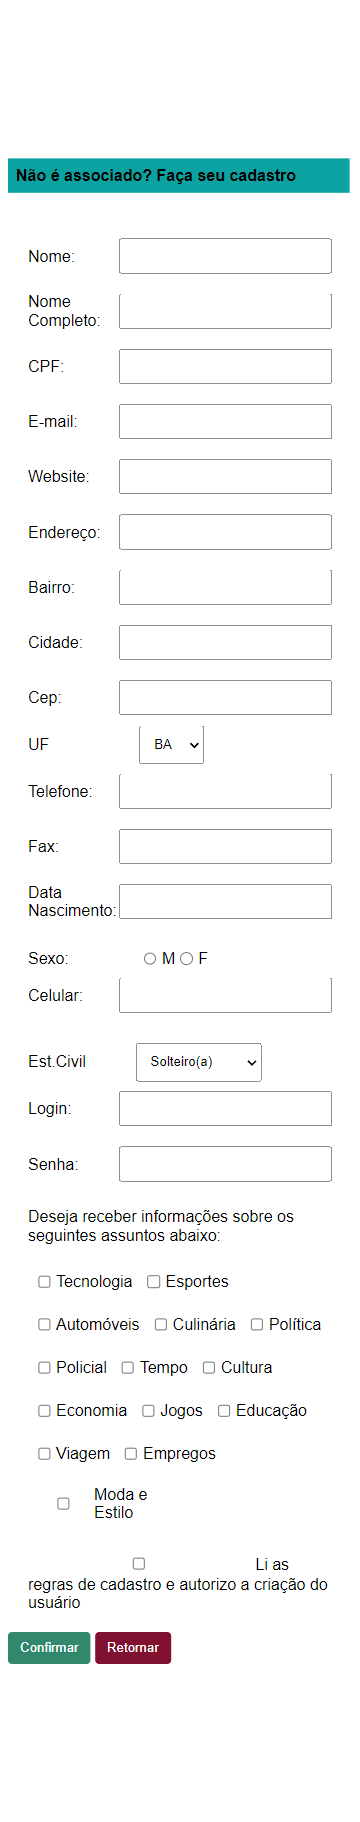 Não é associado? Faça seu cadastro
Nome:
Nome
Completo:
CPF:
E-mail:
Website:
Endereço:
Bairro:
Cidade:
Cep:
UF BA
Telefone:
Fax:
Data
Nascimento:
Sexo: M F
Celular:
Est.Civil Solteiro(a)
Login:
Senha:
Deseja receber informações sobre os
seguintes assuntos abaixo:
Tecnologia Esportes
Automóveis Culinária Política
Policial Tempo Cultura
Economia Jogos Educação
Viagem Empregos
Moda e
Estilo
Li as
regras de cadastro e autorizo a criação do
usuário
Confirmar Retornar